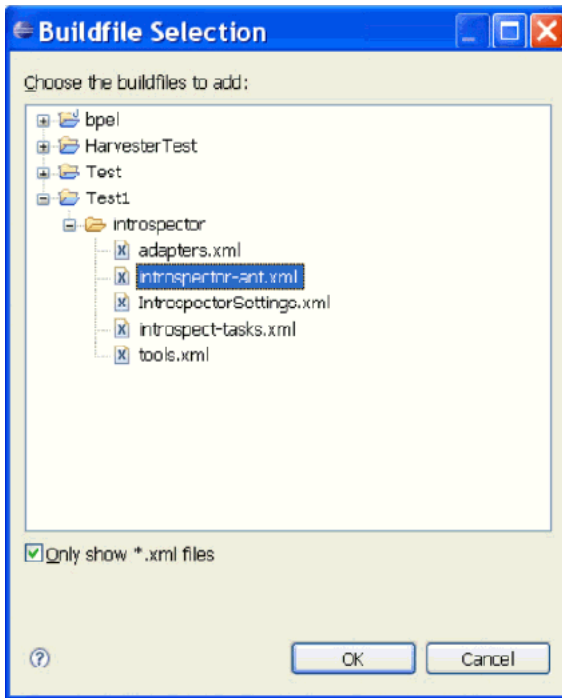 Buildfile Selection
Choose the buildfiles to add:
bpel
HarvesterTest
Test
Test1
introspector
adapters.xml
introspector-ant.xml
IntrospectorSettings.xml
introspect-tasks.xml
tools.xml
Only show *.xml files
OK Cancel